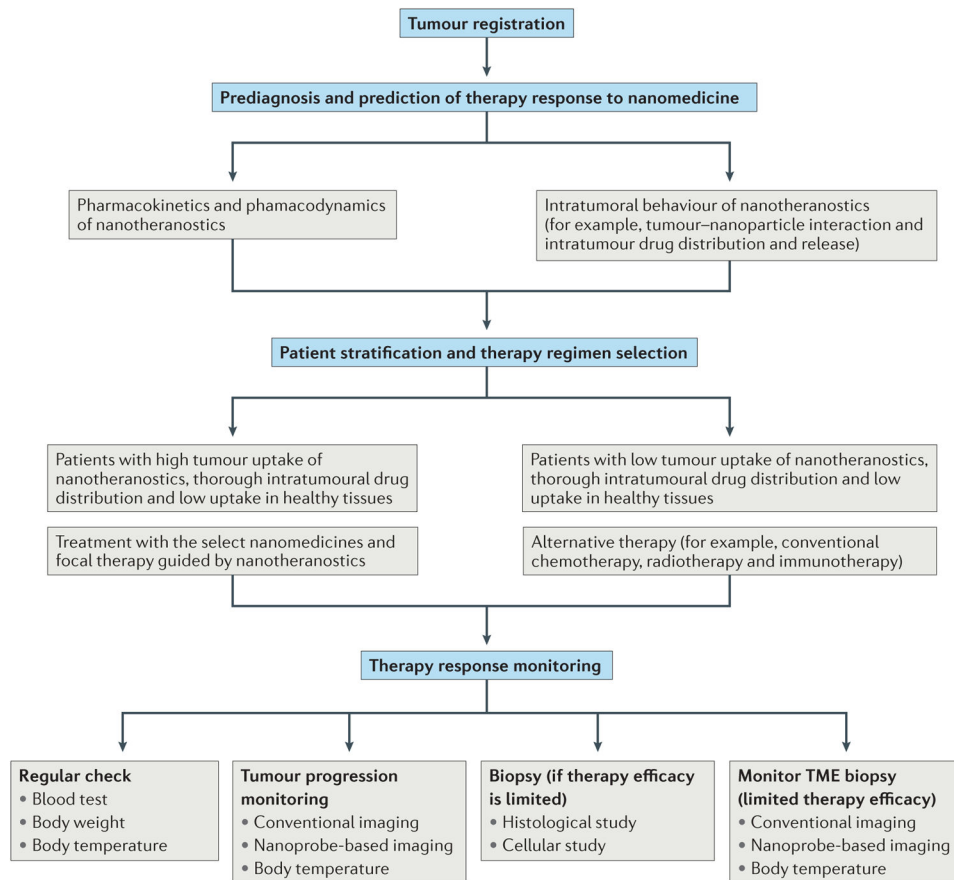 Tumour registration
Prediagnosis and prediction of therapy response to nanomedicine
Pharmacokinetics and phamacodynamics
of nanotheranostics
Intratumoral behaviour of nanotheranostics
(for example, tumour–nanoparticle interaction and
intratumour drug distribution and release)
Patient stratification and therapy regimen selection
Patients with high tumour uptake of
nanotheranostics, thorough intratumoural drug
distribution and low uptake in healthy tissues
Patients with low tumour uptake of nanotheranostics,
thorough intratumoural drug distribution and low
uptake in healthy tissues
Treatment with the select nanomedicines and
focal therapy guided by nanotheranostics
Alternative therapy (for example, conventional
chemotherapy, radiotherapy and immunotherapy)
Therapy response monitoring
Regular check
• Blood test
• Body weight
• Body temperature
Tumour progression
monitoring
• Conventional imaging
• Nanoprobe-based imaging
• Body temperature
Biopsy (if therapy efficacy
is limited)
• Histological study
• Cellular study
Monitor TME biopsy
(limited therapy efficacy)
• Conventional imaging
• Nanoprobe-based imaging
• Body temperature